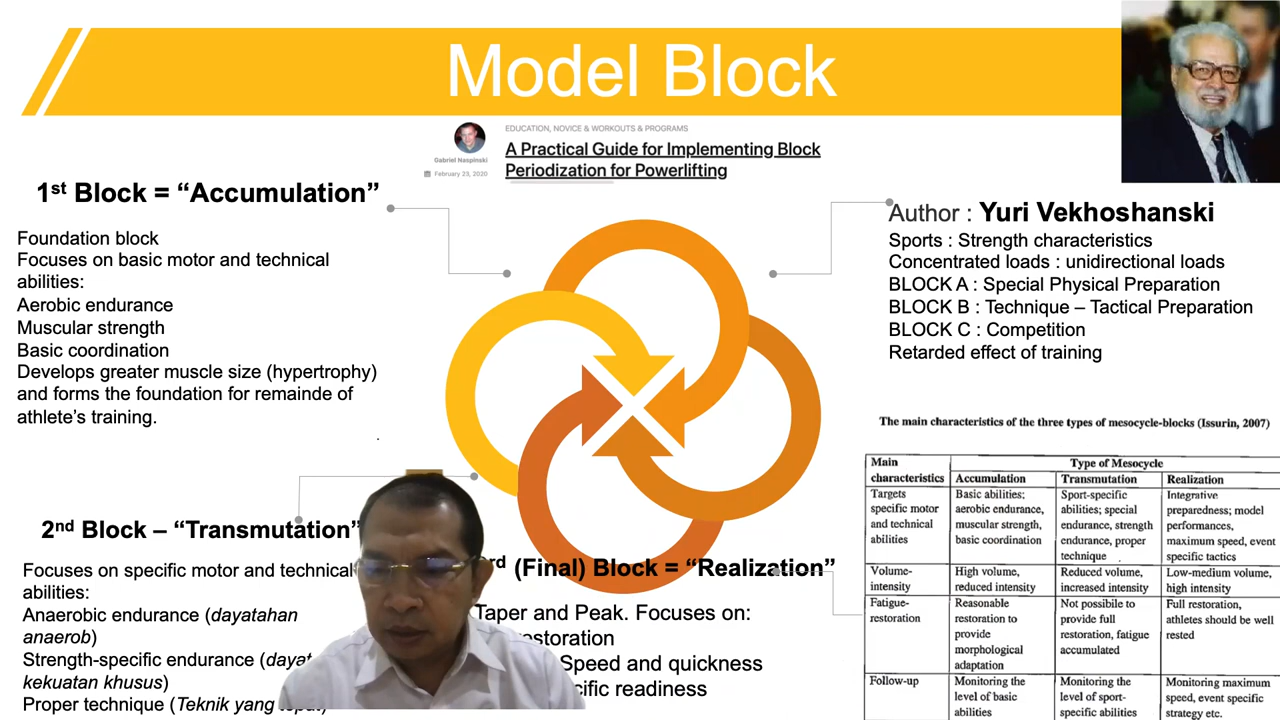 Model Block
EDUCATION, NOVICE & WORKOUTS & PROGRAMS
A Practical Guide for Implementing Block
Periodization for Powerlifting
Gabriel Naspinski
February 23, 2020
1st Block = “Accumulation”
Foundation block
Focuses on basic motor and technical
abilities:
Aerobic endurance
Muscular strength
Basic coordination
Develops greater muscle size (hypertrophy)
and forms the foundation for remainde of
athlete’s training.
.
Author : Yuri Vekhoshanski
Sports : Strength characteristics
Concentrated loads : unidirectional loads
BLOCK A : Special Physical Preparation
BLOCK B : Technique – Tactical Preparation
BLOCK C : Competition
Retarded effect of training
2nd Block – “Transmutation”
Focuses on specific motor and technical
abilities:
Anaerobic endurance (dayatahan
anaerob)
Strength-specific endurance (dayat
kekuatan khusus)
Proper technique (Teknik yang
rd (Final) Block = “Realization”
Taper and Peak. Focuses on:
restoration
Speed and quickness
cific readiness
The main characteristics of the three types of mesocycle-blocks (Issurin, 2007)
Main
characteristics
Type of Mesocycle
Accumulation
Transmutation
Realization
Targets
specific motor
and technical
abilities
Basic abilities;
aerobic endurance,
muscular strength,
basic coordination
Sport-specific
abilities; special
endurance, strength
endurance, proper
technique
Integrative
preparedness; model
performances,
maximum speed, event
specific tactics
Volume-
intensity
High volume,
reduced intensity
Reduced volume,
increased intensity
Low-medium volume,
high intensity
Fatigue-
restoration
Reasonable
restoration to
provide
morphological
adaptation
Not possibile to
provide full
restoration, fatigue
accumulated
Full restoration,
athletes should be well
rested
Follow-up
Monitoring the
level of basic
abilities
Monitoring the
level of sport-
specific abilities
Monitoring maximum
speed, event specific
strategy etc.